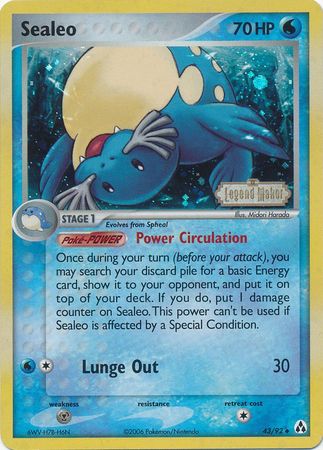 Sealeo 70 HP
Legend Maker
Illus. Midori Harada
STAGE 1
Evolves from Spheal
Poké-POWER Power Circulation
Once during your turn (before your attack), you
may search your discard pile for a basic Energy
card, show it to your opponent, and put it on
top of your deck. If you do, put 1 damage
counter on Sealeo. This power can't be used if
Sealeo is affected by a Special Condition.
Lunge Out 30
weakness resistance retreat cost
6WV-H7B-H6N ©2006 Pokémon/Nintendo 43/92